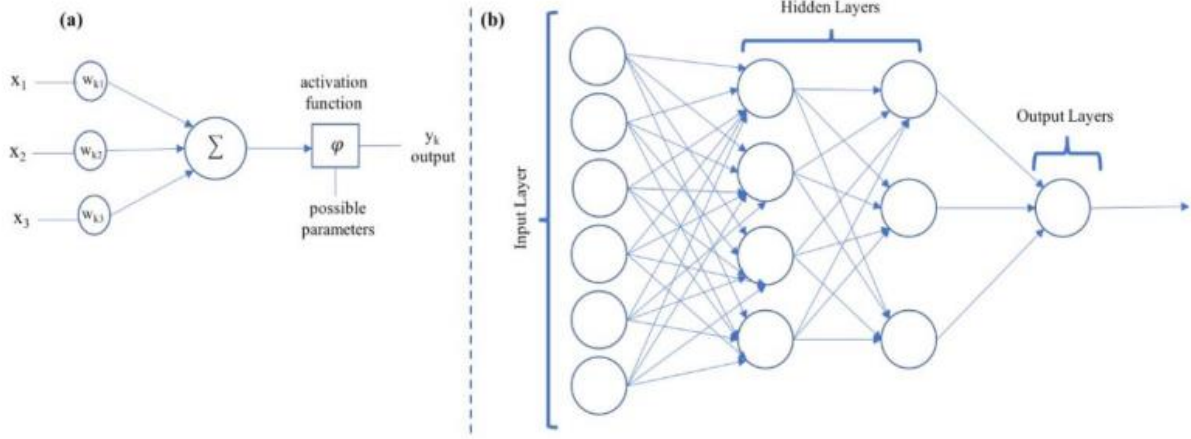 (a)
x1
wk1
x2
wk2
x3
wk3
∑
activation
function
φ
yk
output
possible
parameters
(b)
Input Layer
Hidden Layers
Output Layers